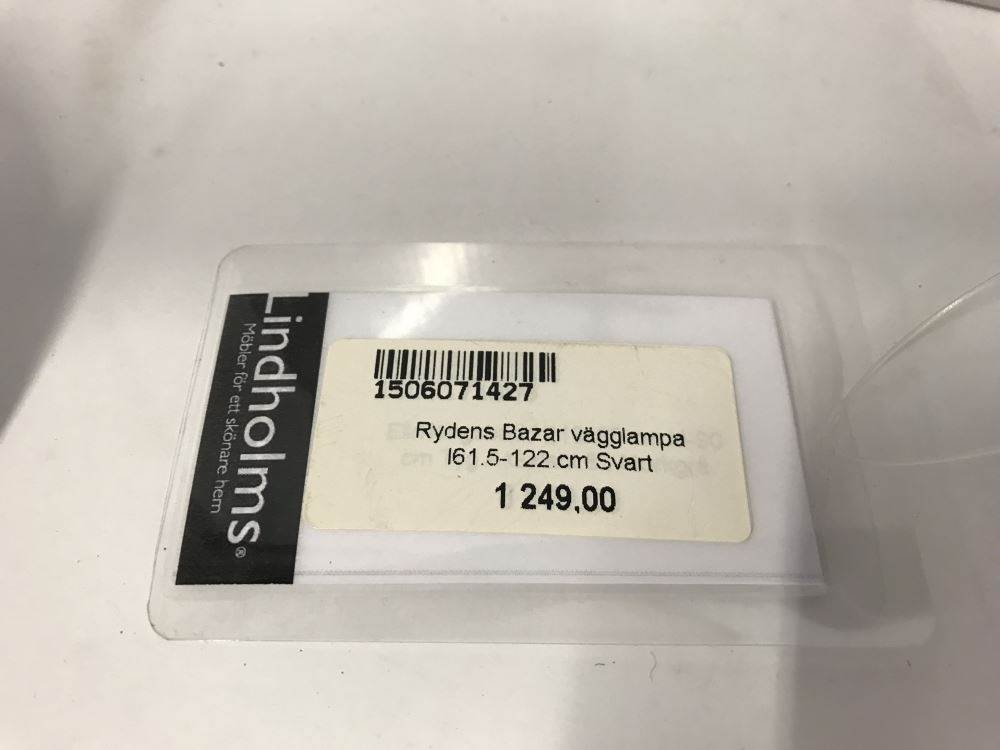 Lindholms®
Möbler för ett skönare hem
1506071427
Rydens Bazar vägglampa
l61.5-122.cm Svart
1 249,00